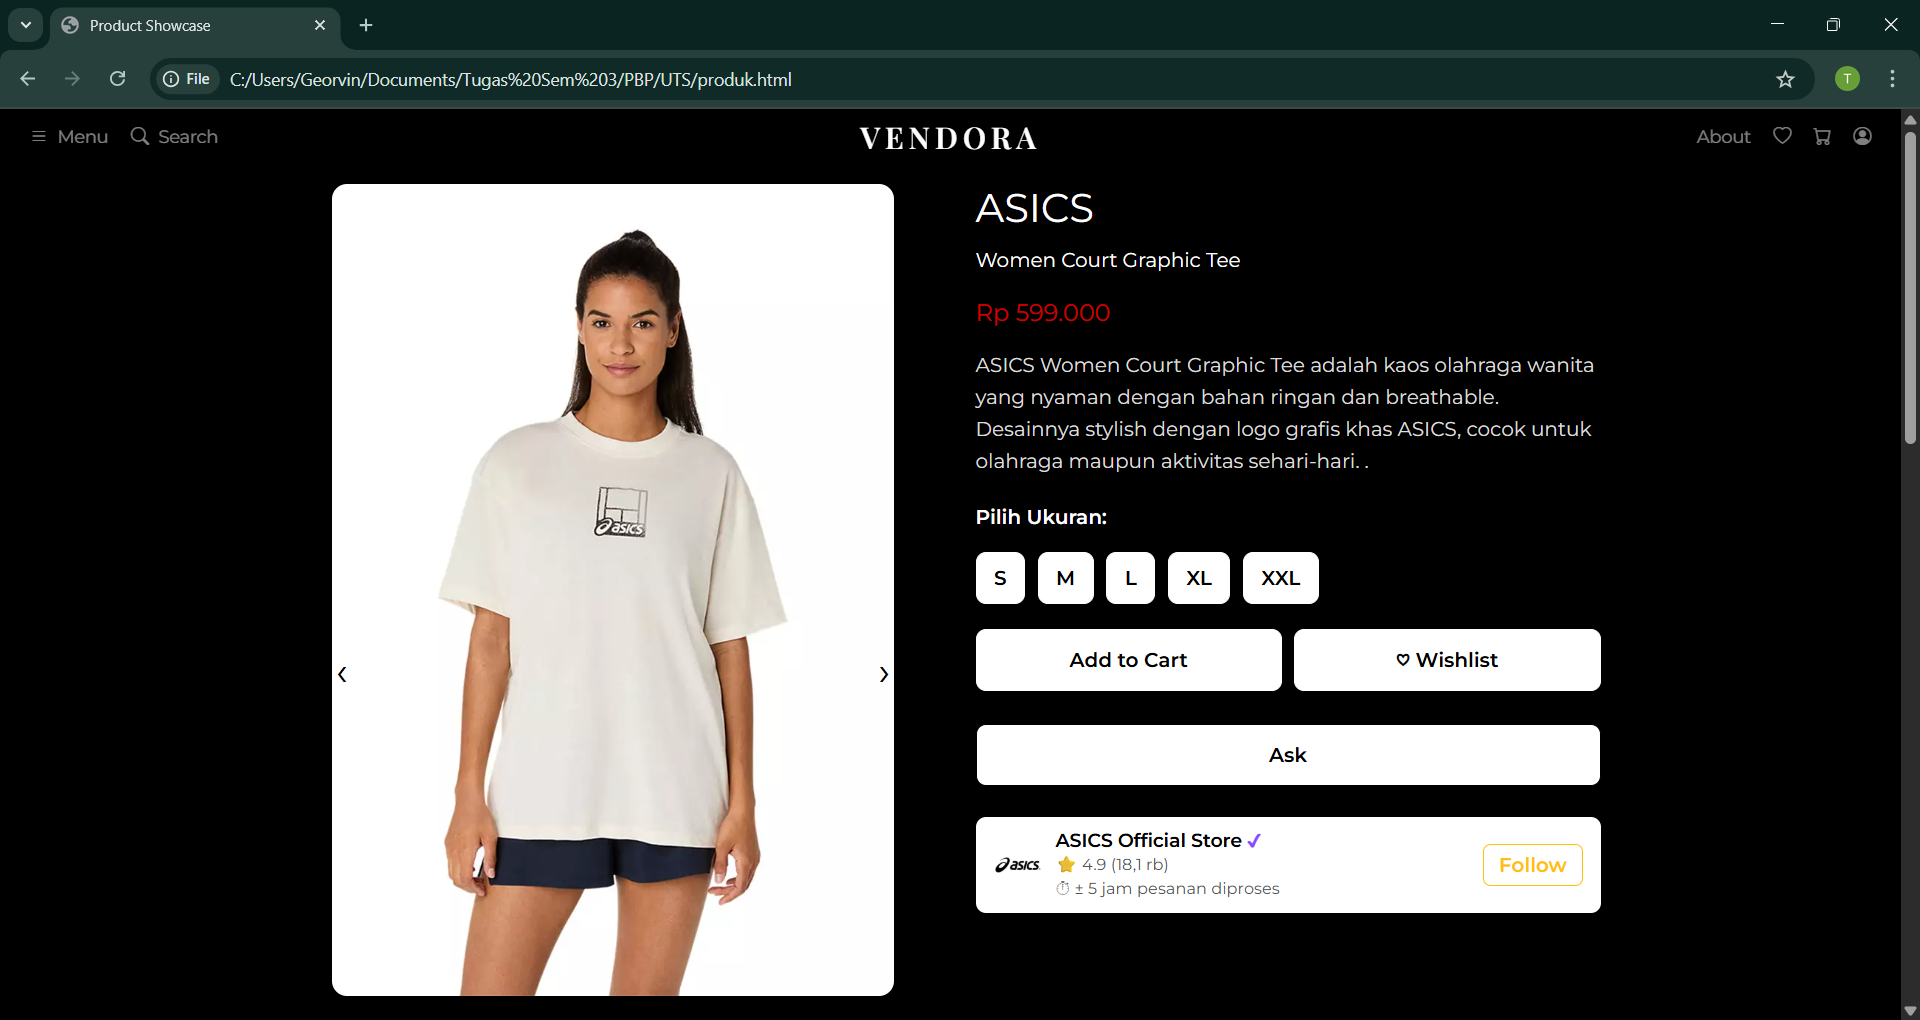 Product Showcase
File
C:/Users/Georvin/Documents/Tugas%20Sem%203/PBP/UTS/produk.html
T
Menu
Search
VENDORA
About
asics
ASICS
Women Court Graphic Tee
Rp 599.000
ASICS Women Court Graphic Tee adalah kaos olahraga wanita
yang nyaman dengan bahan ringan dan breathable.
Desainnya stylish dengan logo grafis khas ASICS, cocok untuk
olahraga maupun aktivitas sehari-hari. .
Pilih Ukuran:
S M L XL XXL
Add to Cart
♡ Wishlist
Ask
asics
ASICS Official Store ✓
⭐ 4.9 (18,1 rb)
⏱ ± 5 jam pesanan diproses
Follow